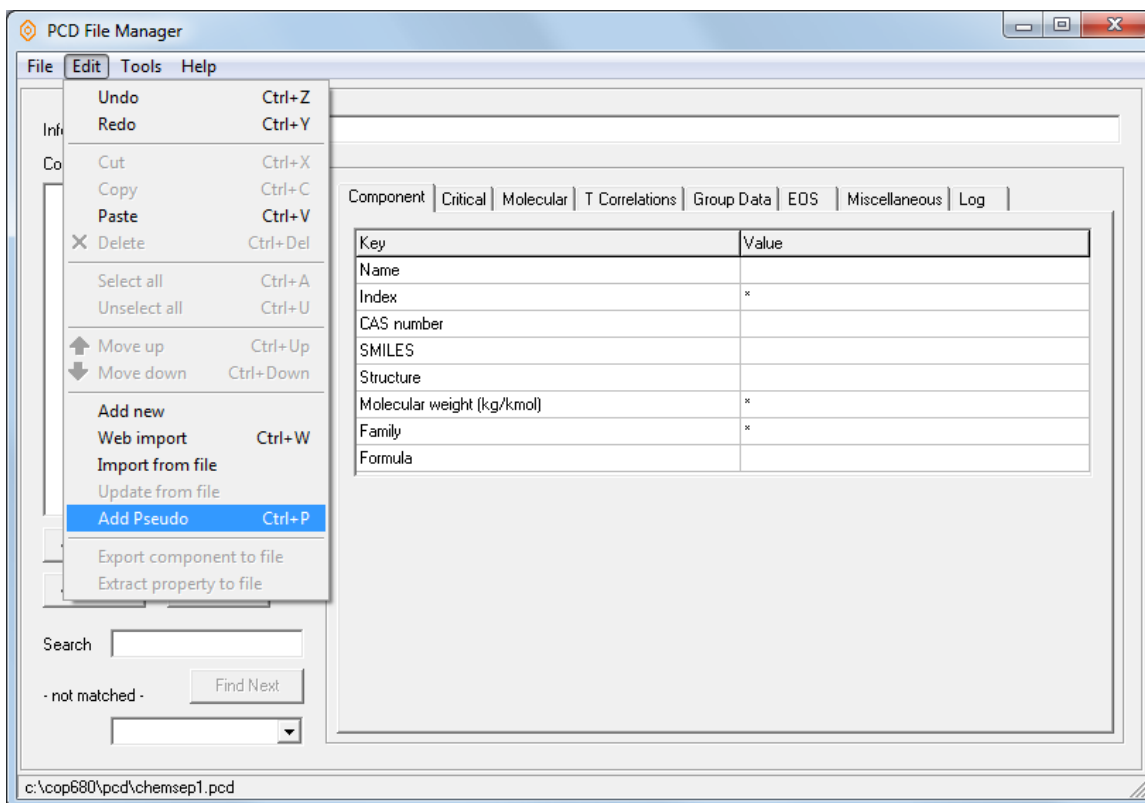 PCD File Manager
File Edit Tools Help
Undo Ctrl+Z
Redo Ctrl+Y
Cut Ctrl+X
Copy Ctrl+C
Paste Ctrl+V
Delete Ctrl+Del
Select all Ctrl+A
Unselect all Ctrl+U
Move up Ctrl+Up
Move down Ctrl+Down
Add new
Web import Ctrl+W
Import from file
Update from file
Add Pseudo Ctrl+P
Export component to file
Extract property to file
Component Critical Molecular T Correlations Group Data EOS Miscellaneous Log
Key Value
Name
Index *
CAS number
SMILES
Structure
Molecular weight (kg/kmol) *
Family *
Formula
Search
- not matched - Find Next
c:\cop680\pcd\chemsep1.pcd